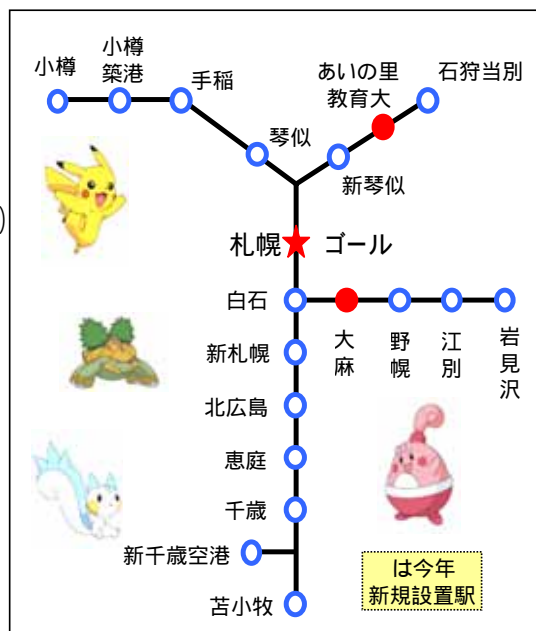 小樽
小樽
築港
手稲
琴似
あいの里
教育大
石狩当別
新琴似
札幌
ゴール
白石
大麻
野幌
江別
岩見沢
新札幌
北広島
恵庭
千歳
新千歳空港
苫小牧
は今年
新規設置駅
)